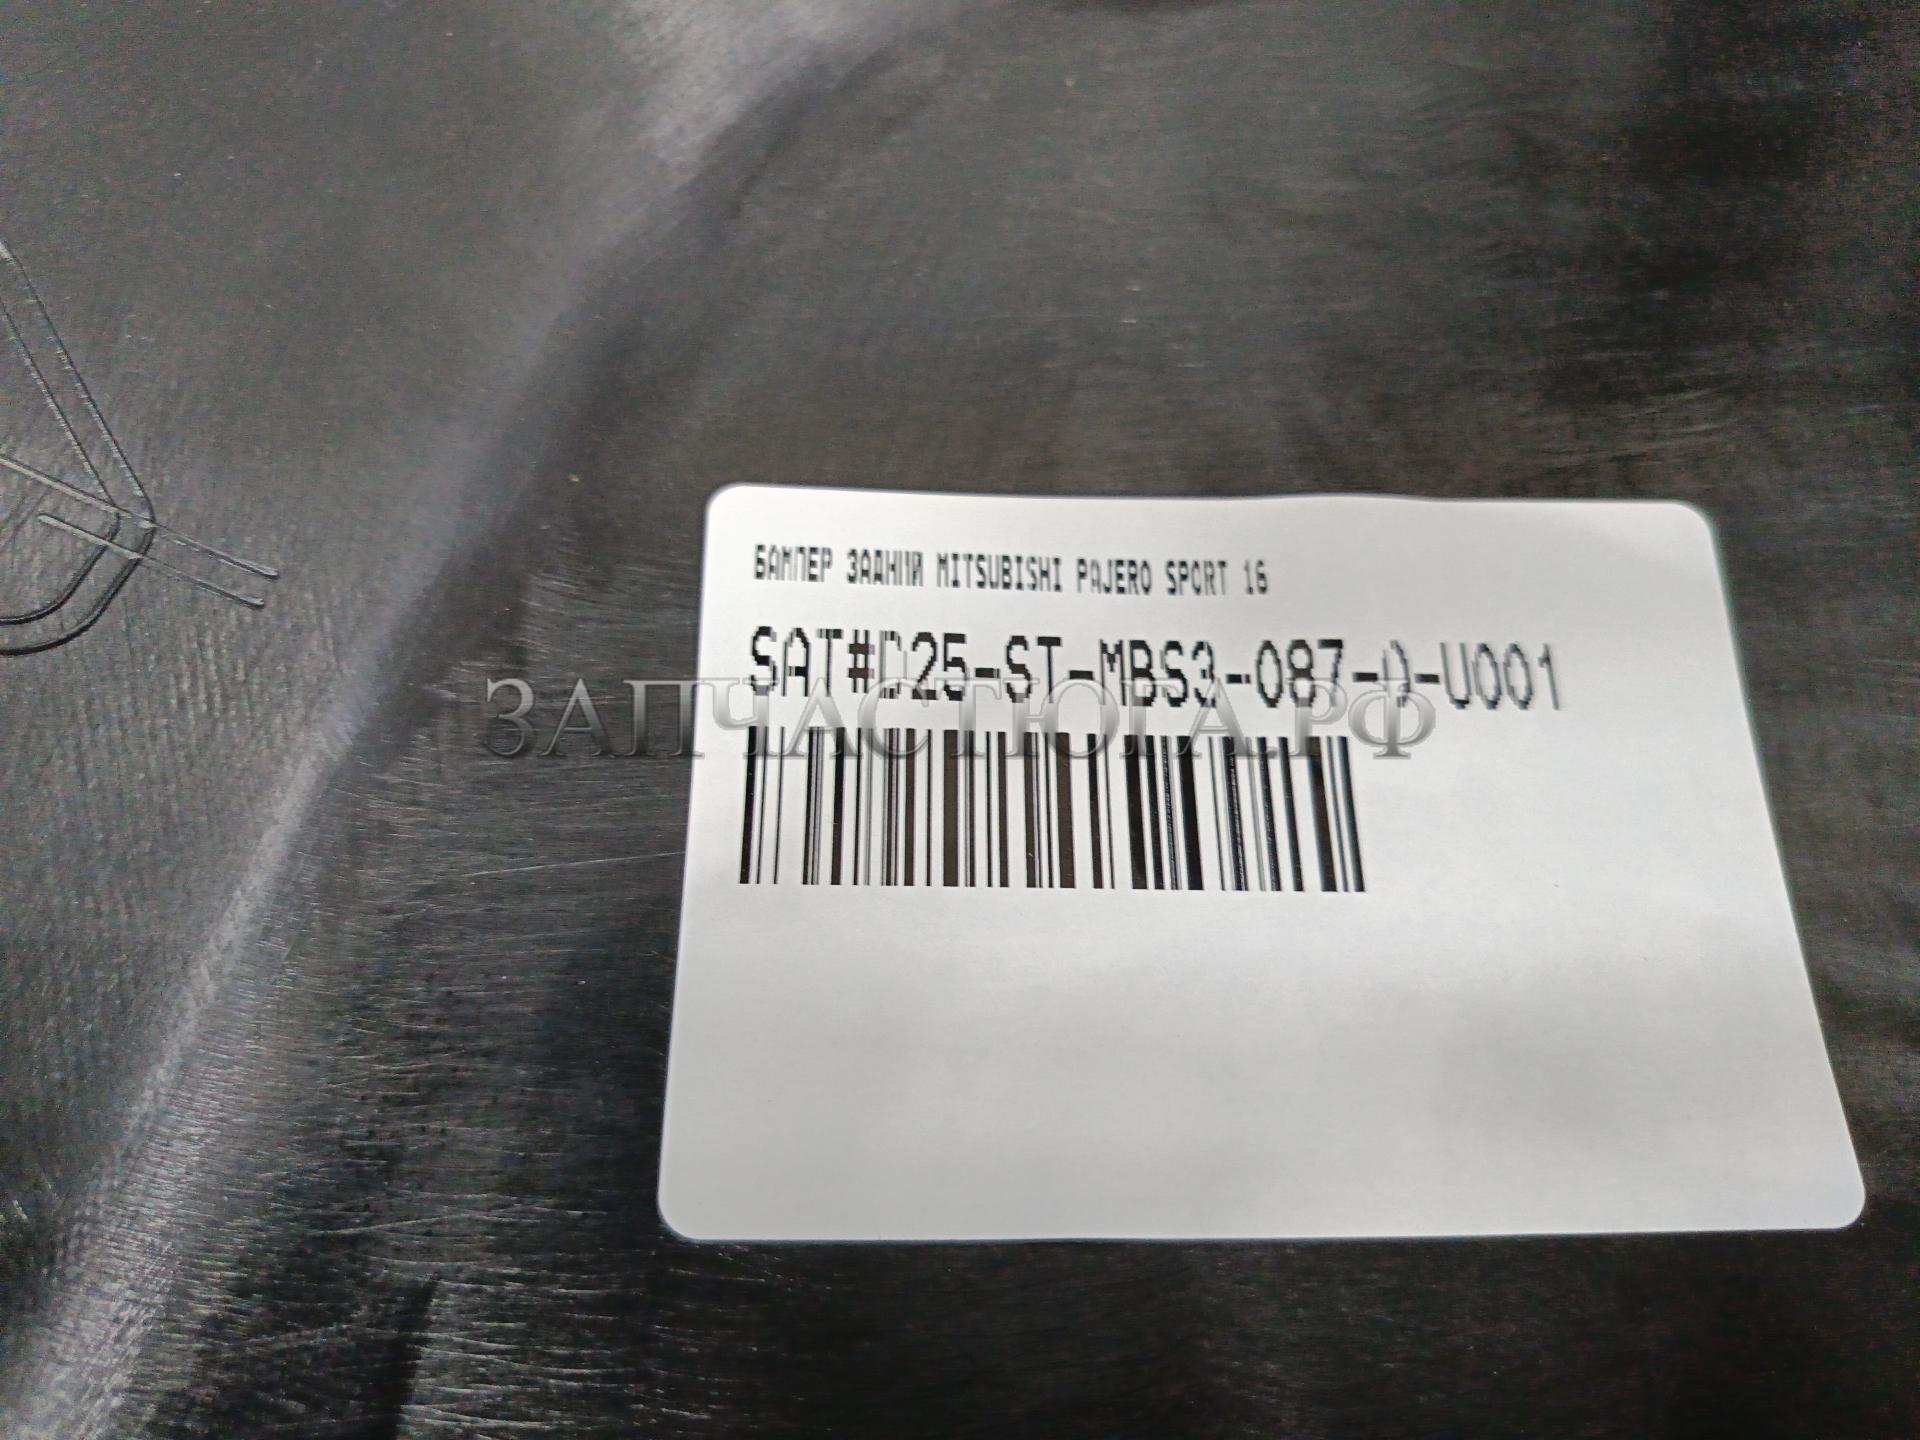 БАМПЕР ЗАДНИЙ MITSUBISHI PAJERO SPORT 16
SAT#D25-ST-MBS3-087-0-U001
ЗАПЧАСТЮГА.РФ